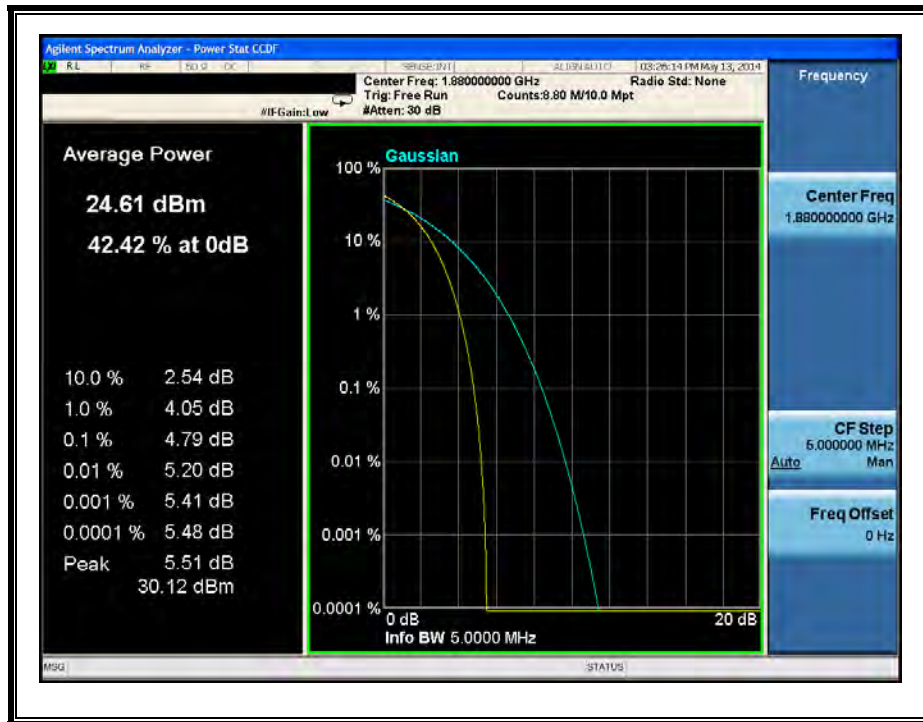 Agilent Spectrum Analyzer - Power Stat CCDF
LXI RL RF 50 Ω DC SENSE:INT ALIGN AUTO 03:26:14 PM May 13, 2014
Center Freq: 1.880000000 GHz Radio Std: None
Trig: Free Run Counts:8.80 M/10.0 Mpt
#IFGain:Low #Atten: 30 dB
Frequency
Average Power
24.61 dBm
42.42 % at 0dB
10.0 % 2.54 dB
1.0 % 4.05 dB
0.1 % 4.79 dB
0.01 % 5.20 dB
0.001 % 5.41 dB
0.0001 % 5.48 dB
Peak 5.51 dB
30.12 dBm
Gaussian
100 %
10 %
1 %
0.1 %
0.01 %
0.001 %
0.0001 %
0 dB 20 dB
Info BW 5.0000 MHz
Center Freq
1.880000000 GHz
CF Step
5.000000 MHz
Auto Man
Freq Offset
0 Hz
MSG STATUS